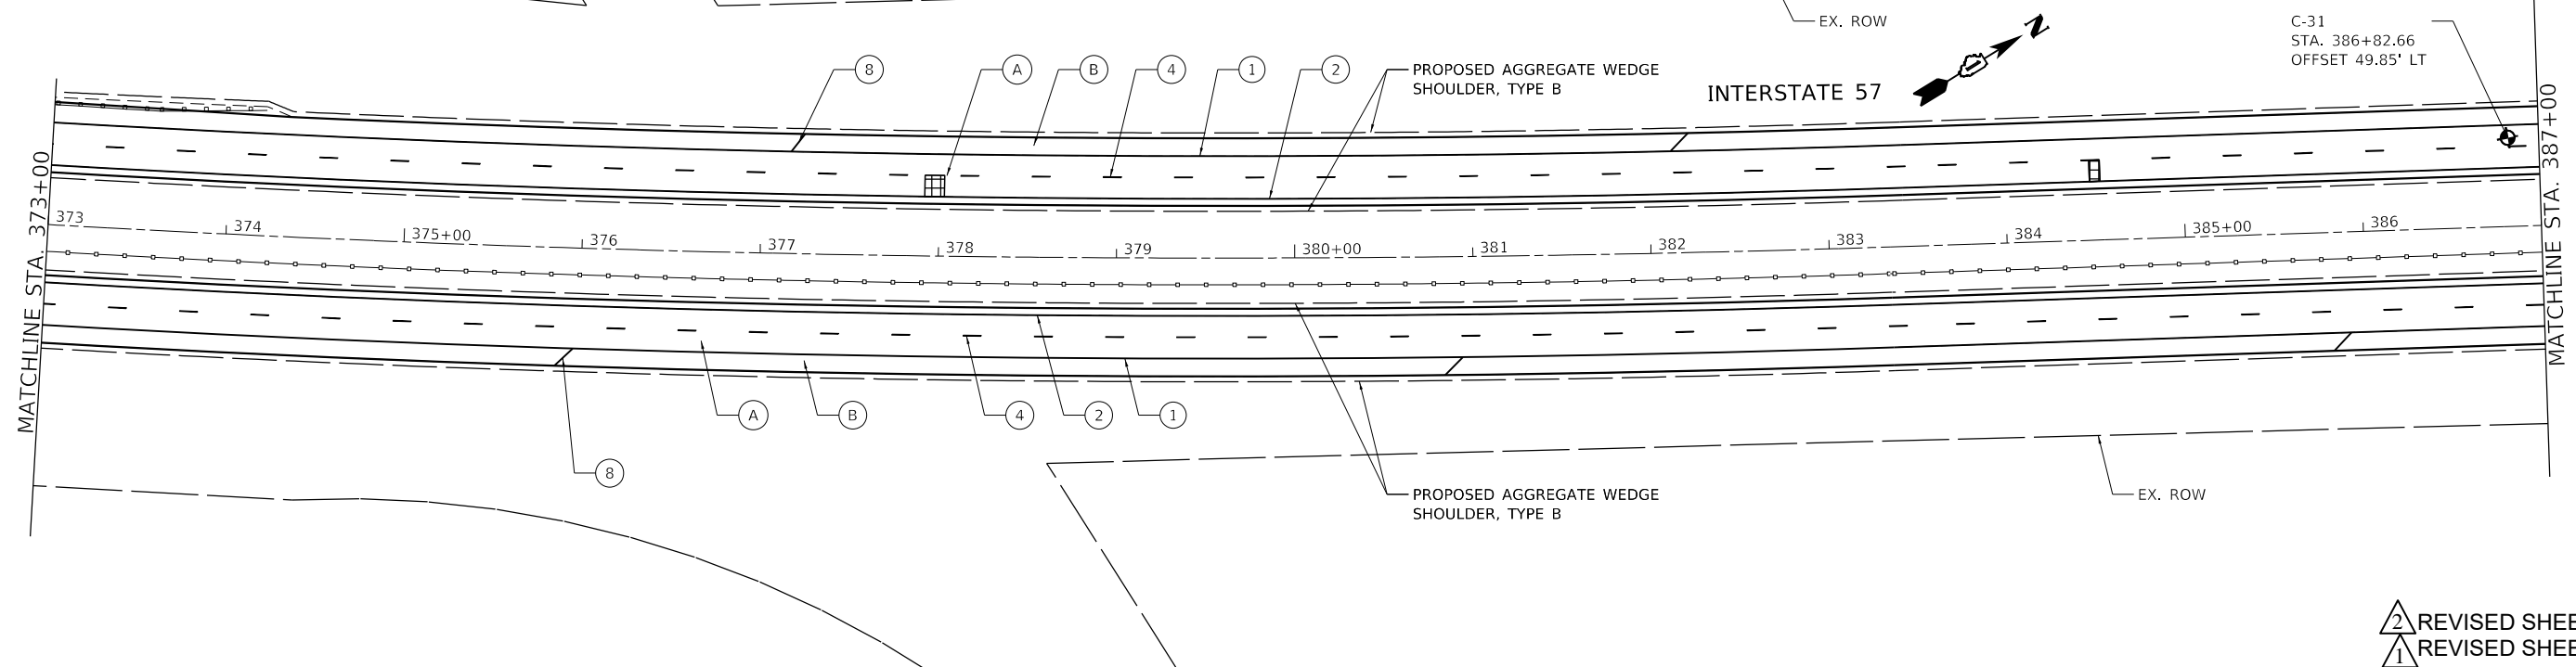 EX. ROW
C-31
STA. 386+82.66
OFFSET 49.85' LT
N
8
A
B
4
1
2
PROPOSED AGGREGATE WEDGE
SHOULDER, TYPE B
INTERSTATE 57
MATCHLINE STA. 373+00
MATCHLINE STA. 387+00
373
374
375+00
376
377
378
379
380+00
381
382
383
384
385+00
386
A
B
4
2
1
8
PROPOSED AGGREGATE WEDGE
SHOULDER, TYPE B
EX. ROW
2 REVISED SHEE
1 REVISED SHEE